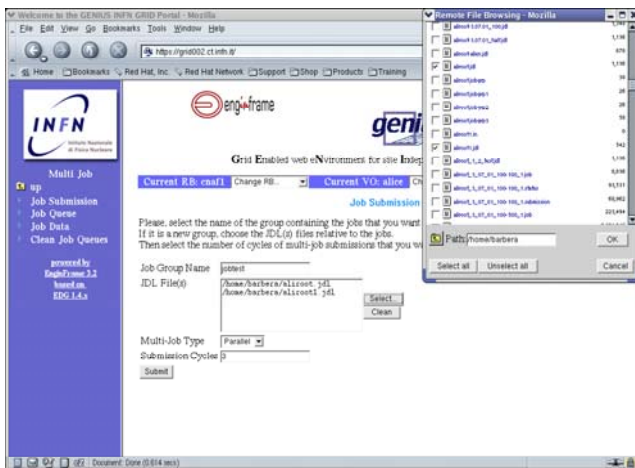 Welcome to the GENIUS INFN GRID Portal - Mozilla
File Edit View Go Bookmarks Tools Window Help
https://grid002.ct.infn.it/
Home Bookmarks Red Hat, Inc. Red Hat Network Support Shop Products Training
INFN
Istituto Nazionale
di Fisica Nucleare
Multi Job
up
Job Submission
Job Queue
Job Data
Clean Job Queues
powered by
EnginFrame 3.2
based on
EDG 1.4.x
enginframe
geni
Grid Enabled web eNvironment for site Indep
Current RB: cnaf1 Change RB... Current VO: alice Ch
Job Submission
Please, select the name of the group containing the jobs that you want
If it is a new group, choose the JDL(s) files relative to the jobs.
Then select the number of cycles of multi-job submissions that you wi
Job Group Name jobtest
JDL File(s) /home/barbera/aliroot.jdl
/home/barbera/aliroot1.jdl
Select...
Clean
Multi-Job Type Parallel
Submission Cycles 3
Submit
Document: Done (0.614 secs)
Remote File Browsing - Mozilla
Path: /home/barbera OK
Select all Unselect all Cancel